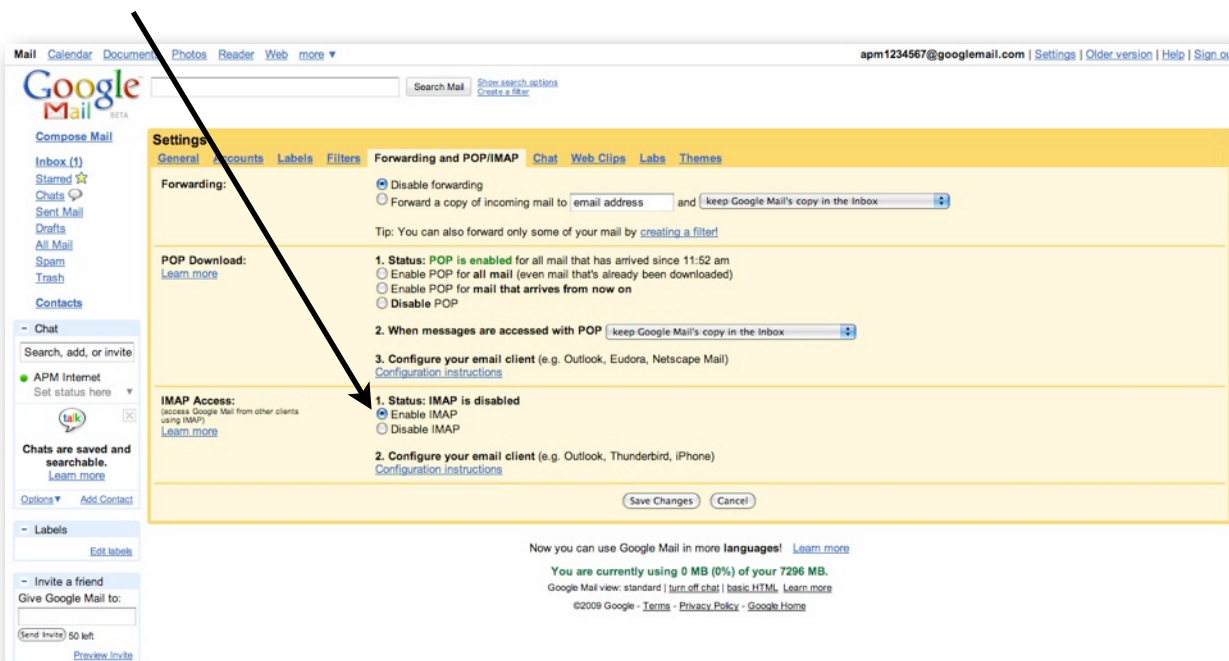 Mail Calendar Documents Photos Reader Web more ▼ apm1234567@googlemail.com | Settings | Older version | Help | Sign ou
Google Mail BETA
Search Mail Show search options
Create a filter
Compose Mail
Inbox (1)
Starred
Chats
Sent Mail
Drafts
All Mail
Spam
Trash
Contacts
- Chat
Search, add, or invite
APM Internet
Set status here ▼
talk
Chats are saved and
searchable.
Learn more
Options▼ Add Contact
- Labels
Edit labels
- Invite a friend
Give Google Mail to:
Send Invite 50 left
Preview Invite
Settings
General Accounts Labels Filters Forwarding and POP/IMAP Chat Web Clips Labs Themes
Forwarding:
Disable forwarding
Forward a copy of incoming mail to email address and keep Google Mail's copy in the Inbox
Tip: You can also forward only some of your mail by creating a filter!
POP Download:
Learn more
1. Status: POP is enabled for all mail that has arrived since 11:52 am
Enable POP for all mail (even mail that's already been downloaded)
Enable POP for mail that arrives from now on
Disable POP
2. When messages are accessed with POP keep Google Mail's copy in the Inbox
3. Configure your email client (e.g. Outlook, Eudora, Netscape Mail)
Configuration instructions
IMAP Access:
(access Google Mail from other clients
using IMAP)
Learn more
1. Status: IMAP is disabled
Enable IMAP
Disable IMAP
2. Configure your email client (e.g. Outlook, Thunderbird, iPhone)
Configuration instructions
Save Changes Cancel
Now you can use Google Mail in more languages! Learn more
You are currently using 0 MB (0%) of your 7296 MB.
Google Mail view: standard | turn off chat | basic HTML Learn more
©2009 Google - Terms - Privacy Policy - Google Home